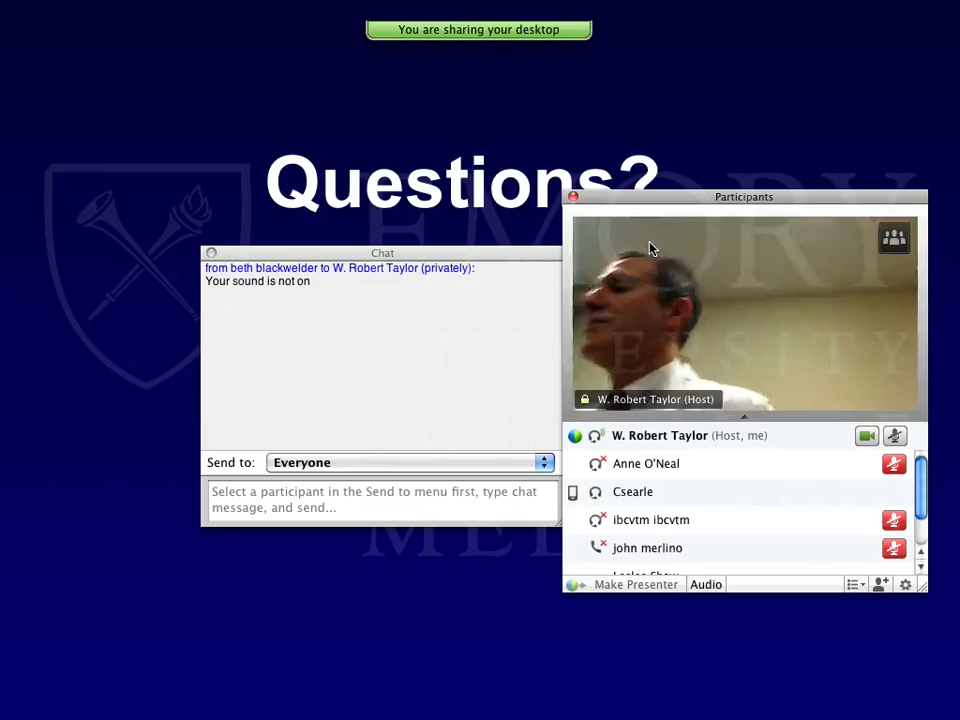 You are sharing your desktop
Questions?
Participants
EMORY
Chat
from beth blackwelder to W. Robert Taylor (privately):
Your sound is not on
UNIVERSITY
W. Robert Taylor (Host)
W. Robert Taylor (Host, me)
Anne O'Neal
Send to: Everyone
Select a participant in the Send to menu first, type chat
message, and send...
Csearle
ibcvtm ibcvtm
john merlino
Make Presenter
Audio